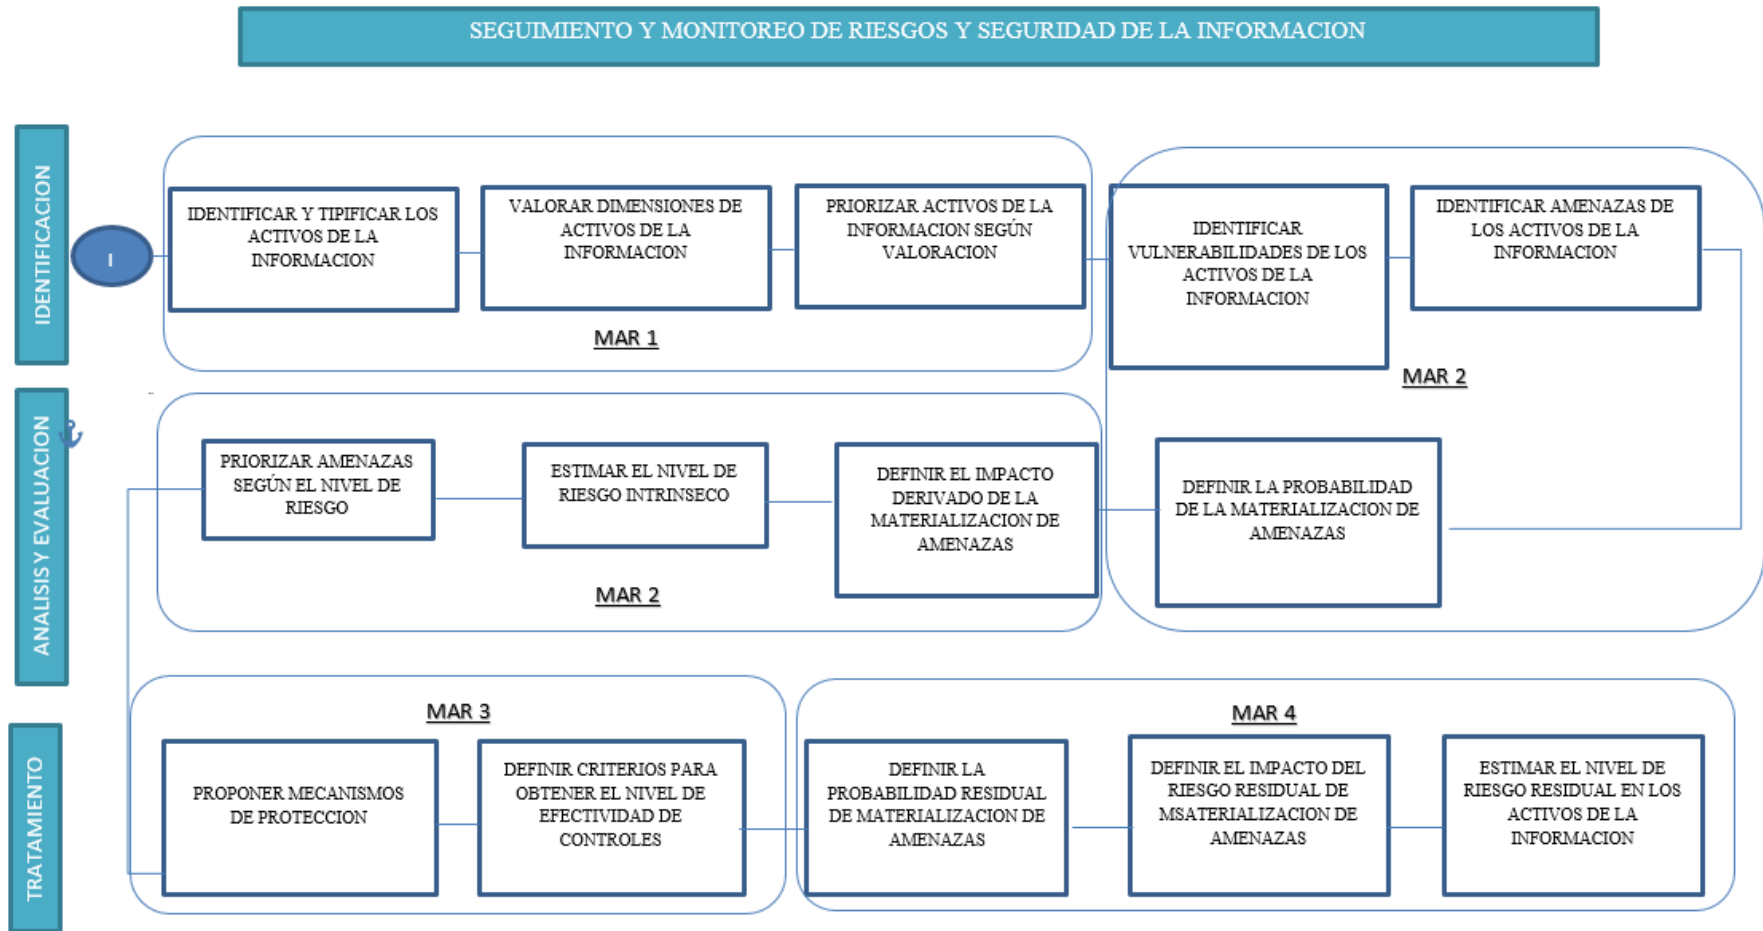 SEGUIMIENTO Y MONITOREO DE RIESGOS Y SEGURIDAD DE LA INFORMACION
IDENTIFICACION
I
IDENTIFICAR Y TIPIFICAR LOS
ACTIVOS DE LA
INFORMACION
VALORAR DIMENSIONES DE
ACTIVOS DE LA
INFORMACION
PRIORIZAR ACTIVOS DE LA
INFORMACION SEGÚN
VALORACION
MAR 1
IDENTIFICAR
VULNERABILIDADES DE LOS
ACTIVOS DE LA
INFORMACION
IDENTIFICAR AMENAZAS DE
LOS ACTIVOS DE LA
INFORMACION
MAR 2
ANALISIS Y EVALUACION
PRIORIZAR AMENAZAS
SEGÚN EL NIVEL DE
RIESGO
ESTIMAR EL NIVEL DE
RIESGO INTRINSECO
DEFINIR EL IMPACTO
DERIVADO DE LA
MATERIALIZACION DE
AMENAZAS
DEFINIR LA PROBABILIDAD
DE LA MATERIALIZACION DE
AMENAZAS
MAR 2
TRATAMIENTO
MAR 3
PROPONER MECANISMOS
DE PROTECCION
DEFINIR CRITERIOS PARA
OBTENER EL NIVEL DE
EFECTIVIDAD DE
CONTROLES
MAR 4
DEFINIR LA
PROBABILIDAD RESIDUAL
DE MATERIALIZACION DE
AMENAZAS
DEFINIR EL IMPACTO DEL
RIESGO RESIDUAL DE
MSATERIALIZACION DE
AMENAZAS
ESTIMAR EL NIVEL DE
RIESGO RESIDUAL EN LOS
ACTIVOS DE LA
INFORMACION